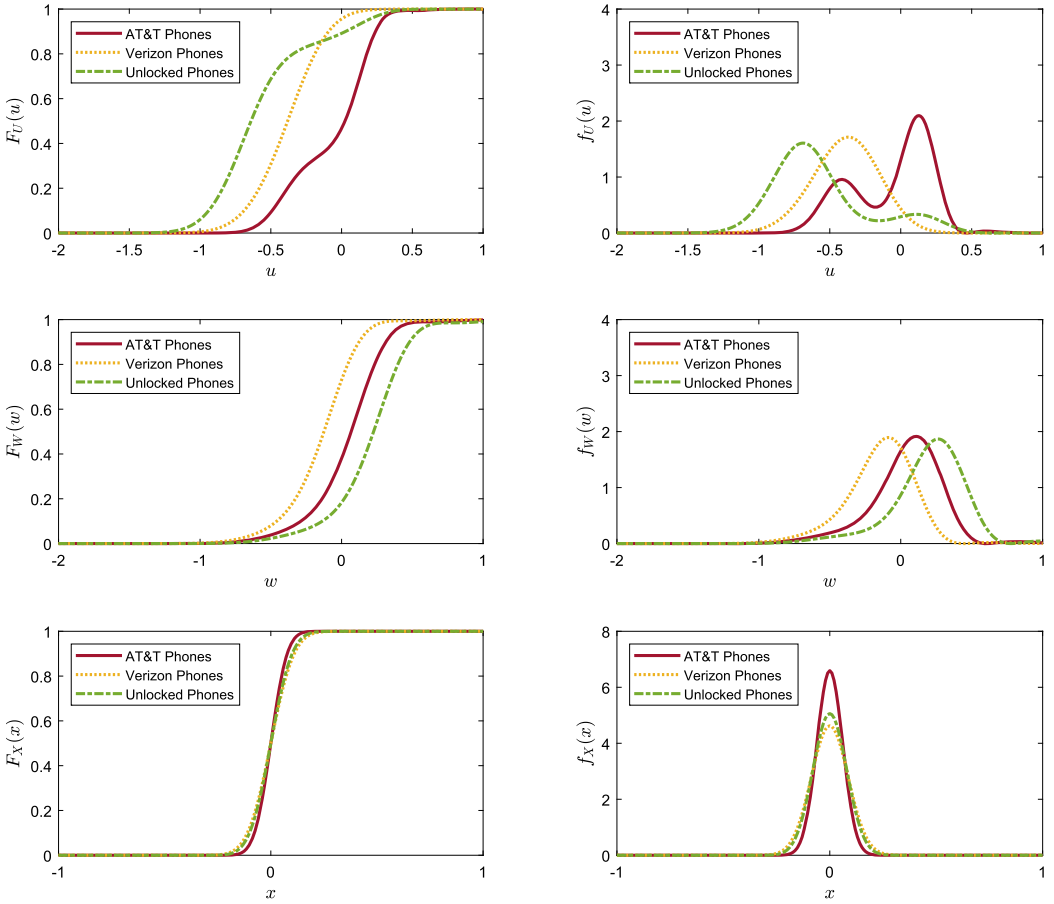 1
0.8
0.6
0.4
0.2
0
F_U(u)
AT&T Phones
Verizon Phones
Unlocked Phones
-2 1.5 -1 -0.5 0 0.5 1
u
4
3
2
1
0
f_U(u)
AT&T Phones
Verizon Phones
Unlocked Phones
-2 -1.5 -1 -0.5 0 0.5 1
u
1
0.8
0.6
0.4
0.2
0
F_W(w)
AT&T Phones
Verizon Phones
Unlocked Phones
-2 -1 0 1
w
4
3
2
1
0
f_W(w)
AT&T Phones
Verizon Phones
Unlocked Phones
-2 -1 0 1
w
1
0.8
0.6
0.4
0.2
0
F_X(x)
AT&T Phones
Verizon Phones
Unlocked Phones
-1 0 1
x
8
6
4
2
0
f_X(x)
AT&T Phones
Verizon Phones
Unlocked Phones
-1 0 1
x